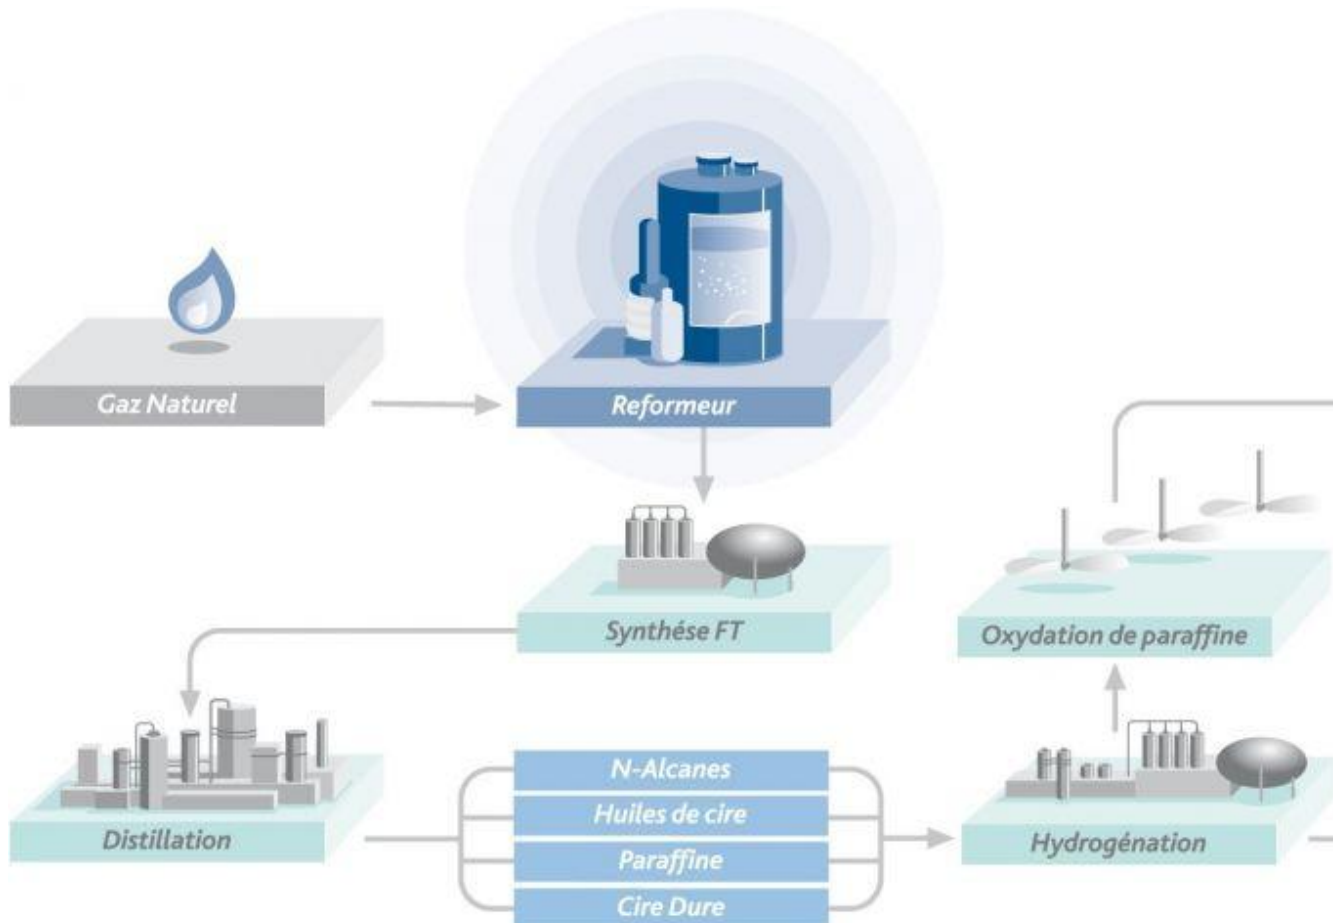 Gaz Naturel
Reformeur
Synthése FT
Oxydation de paraffine
Distillation
N-Alcanes
Huiles de cire
Paraffine
Cire Dure
Hydrogénation